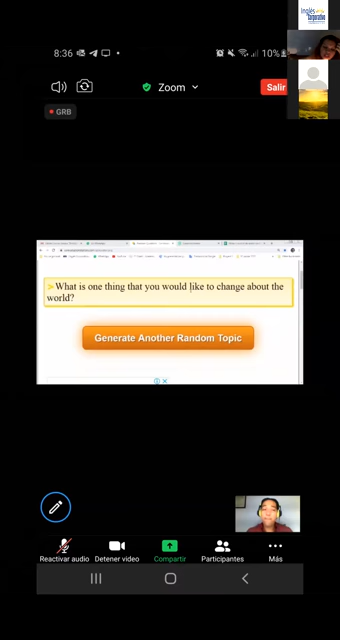 Inglés
Corporativo
8:36
10%
Zoom
Salir
GRB
> What is one thing that you would like to change about the
world?
Generate Another Random Topic
Reactivar audio
Detener video
Compartir
Participantes
Más